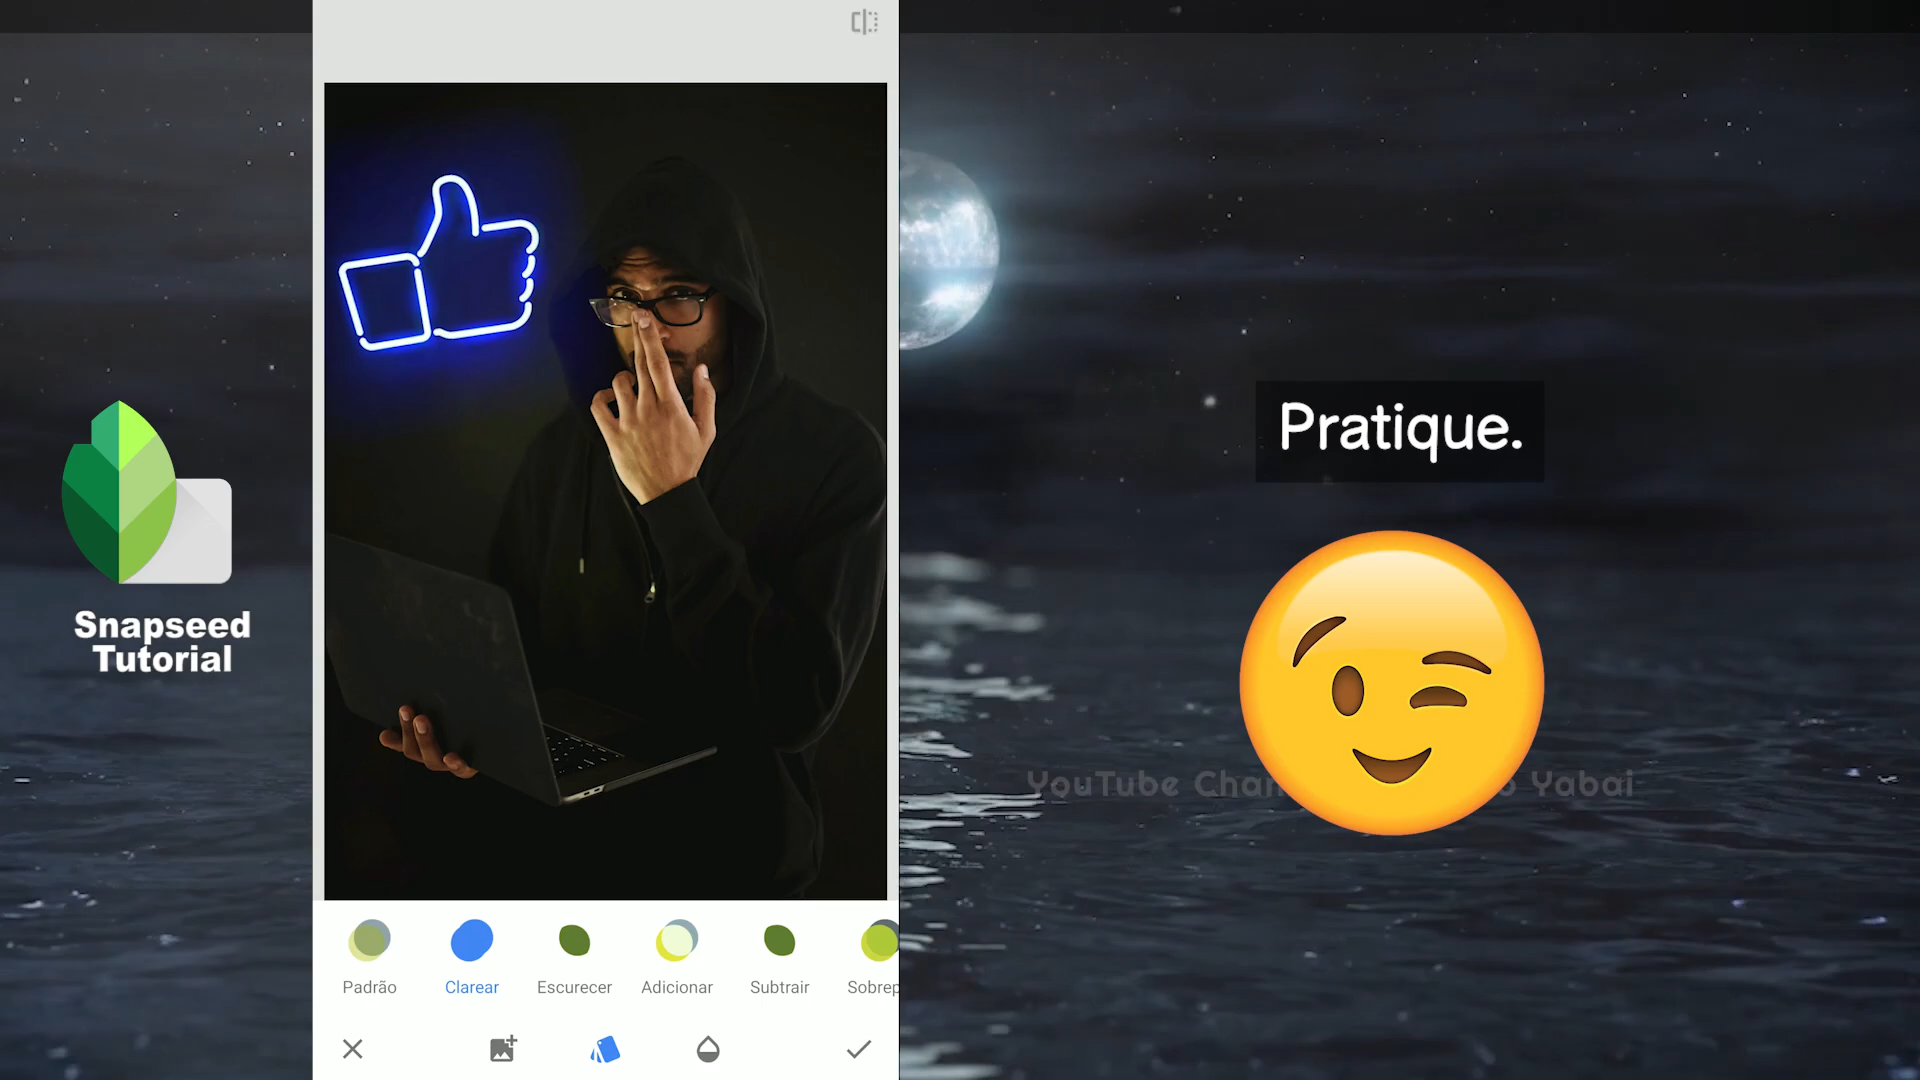 Snapseed
Tutorial
Pratique.
YouTube Chan
Yabai
Padrão
Clarear
Escurecer
Adicionar
Subtrair
Sobrep